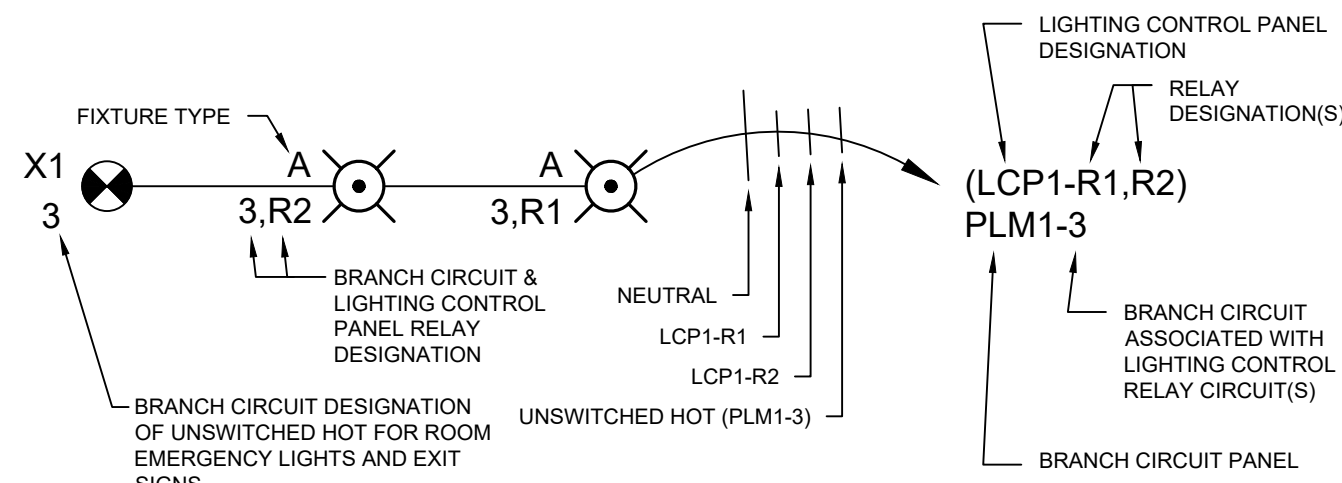 LIGHTING CONTROL PANEL
DESIGNATION
RELAY
DESIGNATION(S)
FIXTURE TYPE
X1
A
A
3
3,R2
3,R1
(LCP1-R1,R2)
PLM1-3
BRANCH CIRCUIT &
LIGHTING CONTROL
PANEL RELAY
DESIGNATION
NEUTRAL
LCP1-R1
LCP1-R2
UNSWITCHED HOT (PLM1-3)
BRANCH CIRCUIT
ASSOCIATED WITH
LIGHTING CONTROL
RELAY CIRCUIT(S)
BRANCH CIRCUIT DESIGNATION
OF UNSWITCHED HOT FOR ROOM
EMERGENCY LIGHTS AND EXIT
SIGNS
BRANCH CIRCUIT PANEL